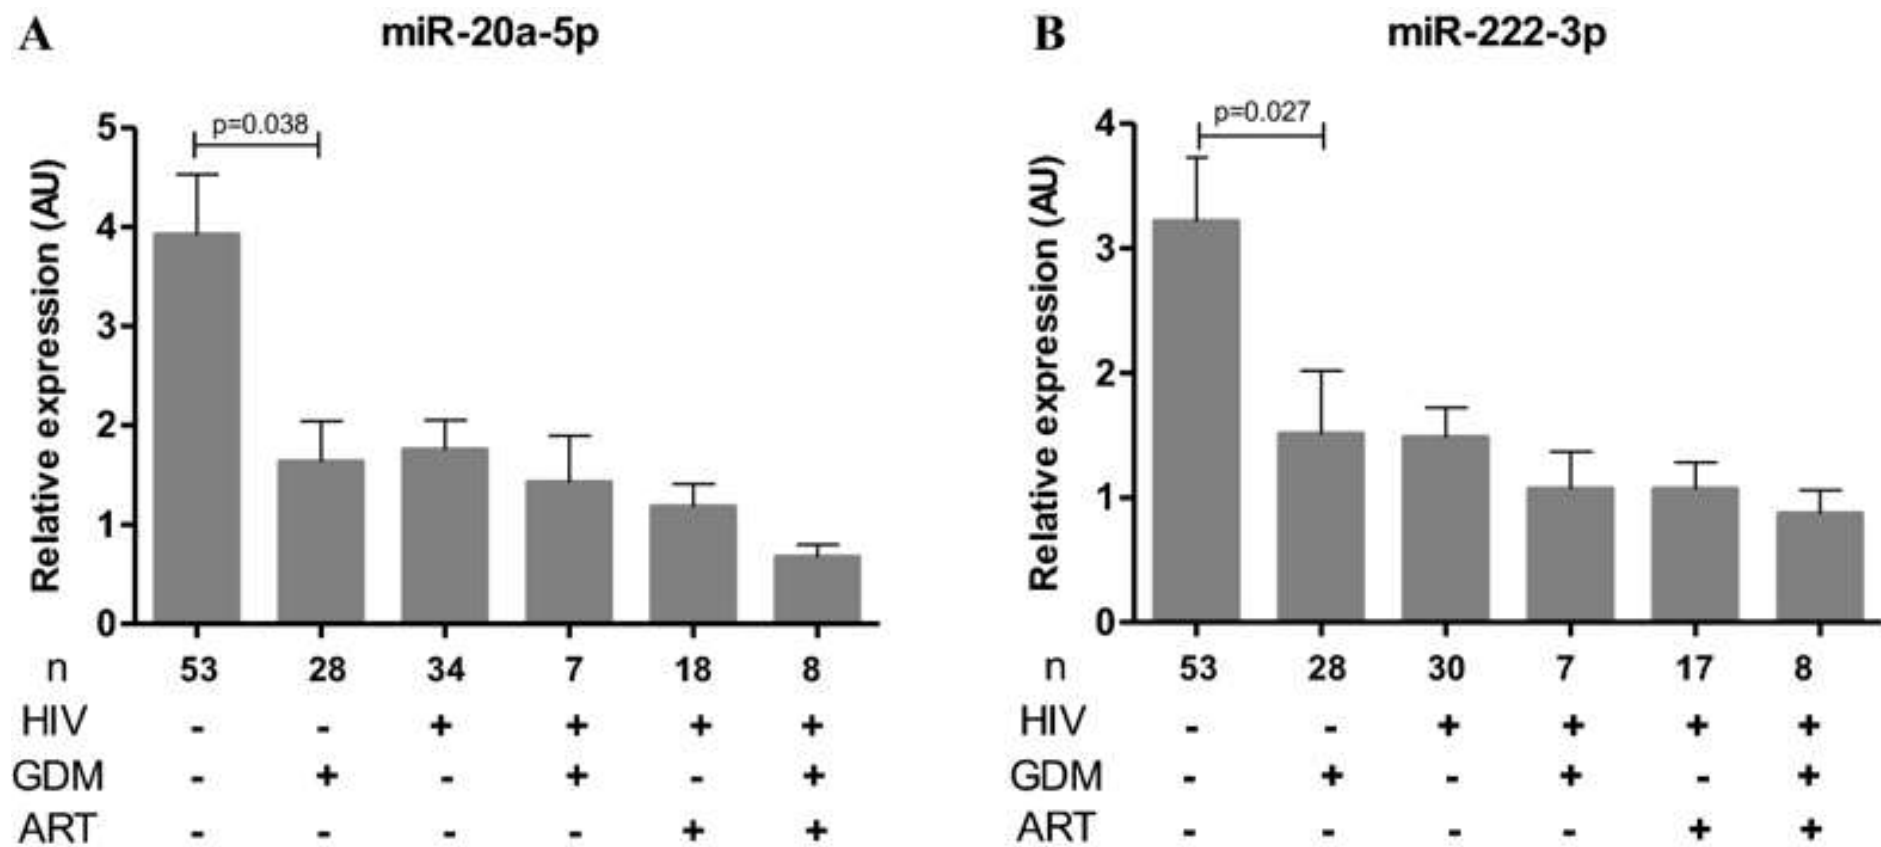 A
miR-20a-5p
p=0.038
Relative expression (AU)
5
4
3
2
1
0
n 53 28 34 7 18 8
HIV - - + + + +
GDM - + - + - +
ART - - - - + +
B
miR-222-3p
p=0.027
Relative expression (AU)
4
3
2
1
0
n 53 28 30 7 17 8
HIV - - + + + +
GDM - + - + - +
ART - - - - + +